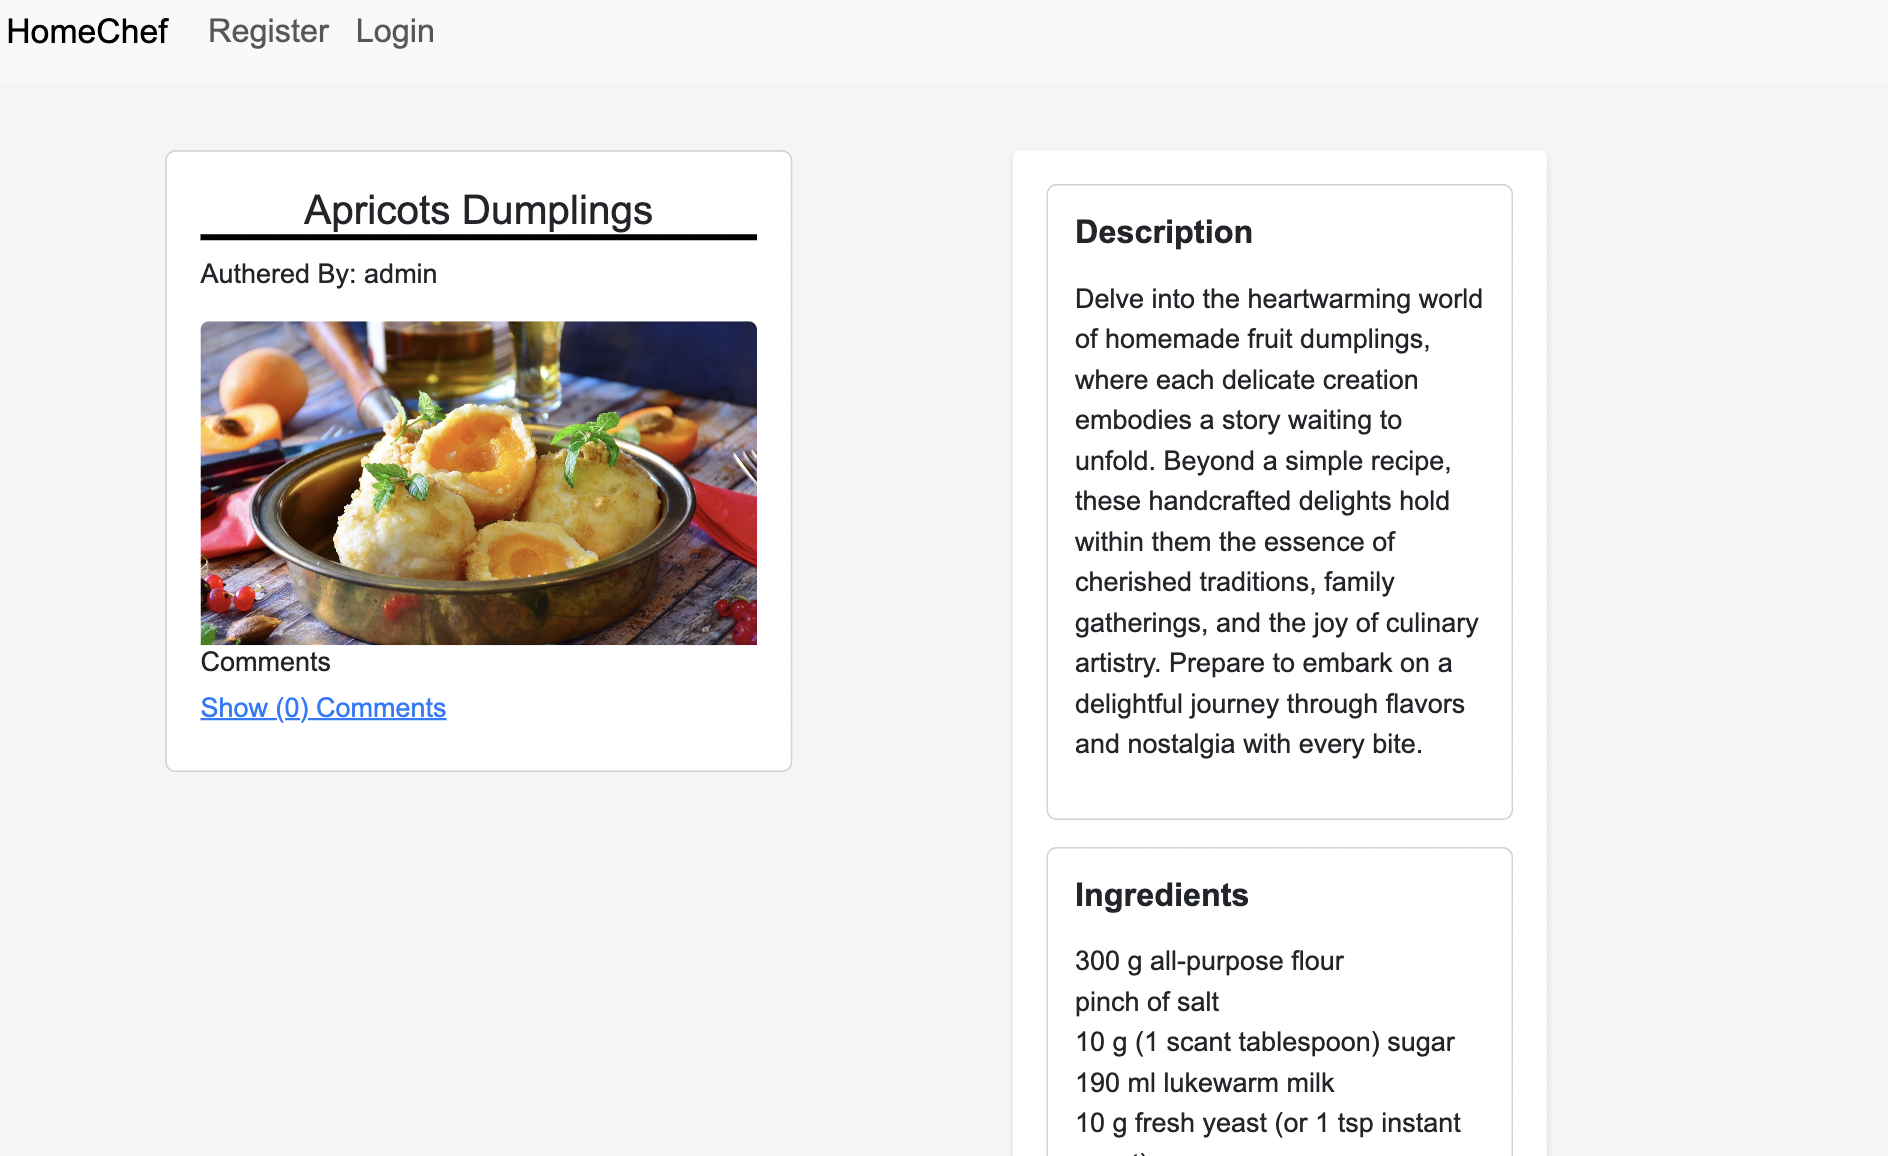 HomeChef Register Login
Apricots Dumplings
Authered By: admin
Comments
Show (0) Comments
Description
Delve into the heartwarming world
of homemade fruit dumplings,
where each delicate creation
embodies a story waiting to
unfold. Beyond a simple recipe,
these handcrafted delights hold
within them the essence of
cherished traditions, family
gatherings, and the joy of culinary
artistry. Prepare to embark on a
delightful journey through flavors
and nostalgia with every bite.
Ingredients
300 g all-purpose flour
pinch of salt
10 g (1 scant tablespoon) sugar
190 ml lukewarm milk
10 g fresh yeast (or 1 tsp instant